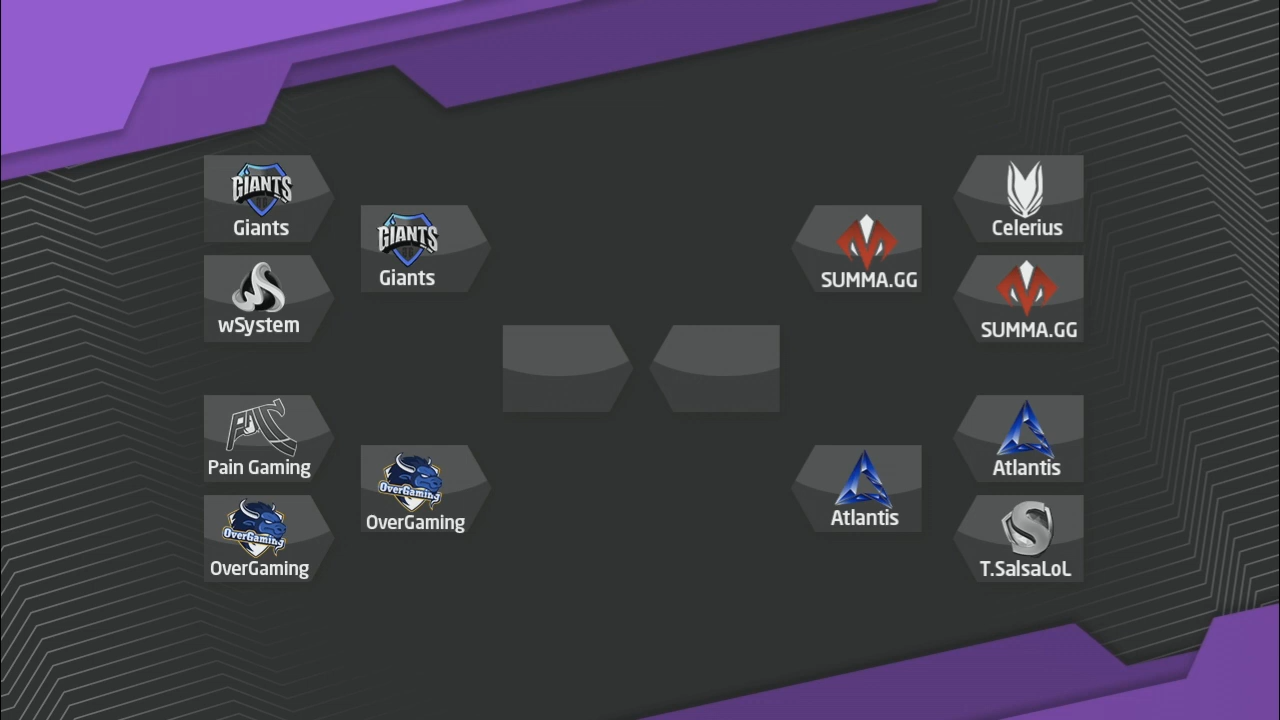 GIANTS
Giants
wSystem
GIANTS
Giants
Pain Gaming
OverGaming
OverGaming
OverGaming
OverGaming
SUMMA.GG
Celerius
SUMMA.GG
Atlantis
Atlantis
T.SalsaLoL